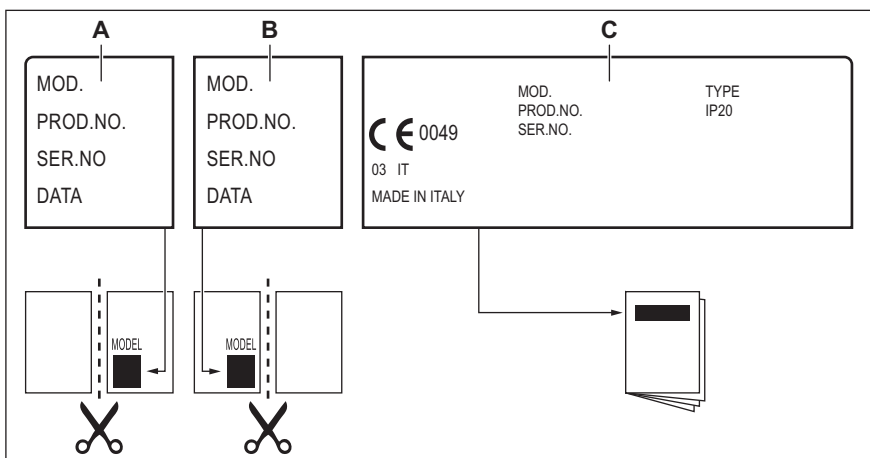 A
B
C
MOD.
PROD.NO.
SER.NO
DATA
MOD.
PROD.NO.
SER.NO
DATA
MOD.
PROD.NO.
SER.NO.
TYPE
IP20
CE 0049
03 IT
MADE IN ITALY
MODEL
MODEL